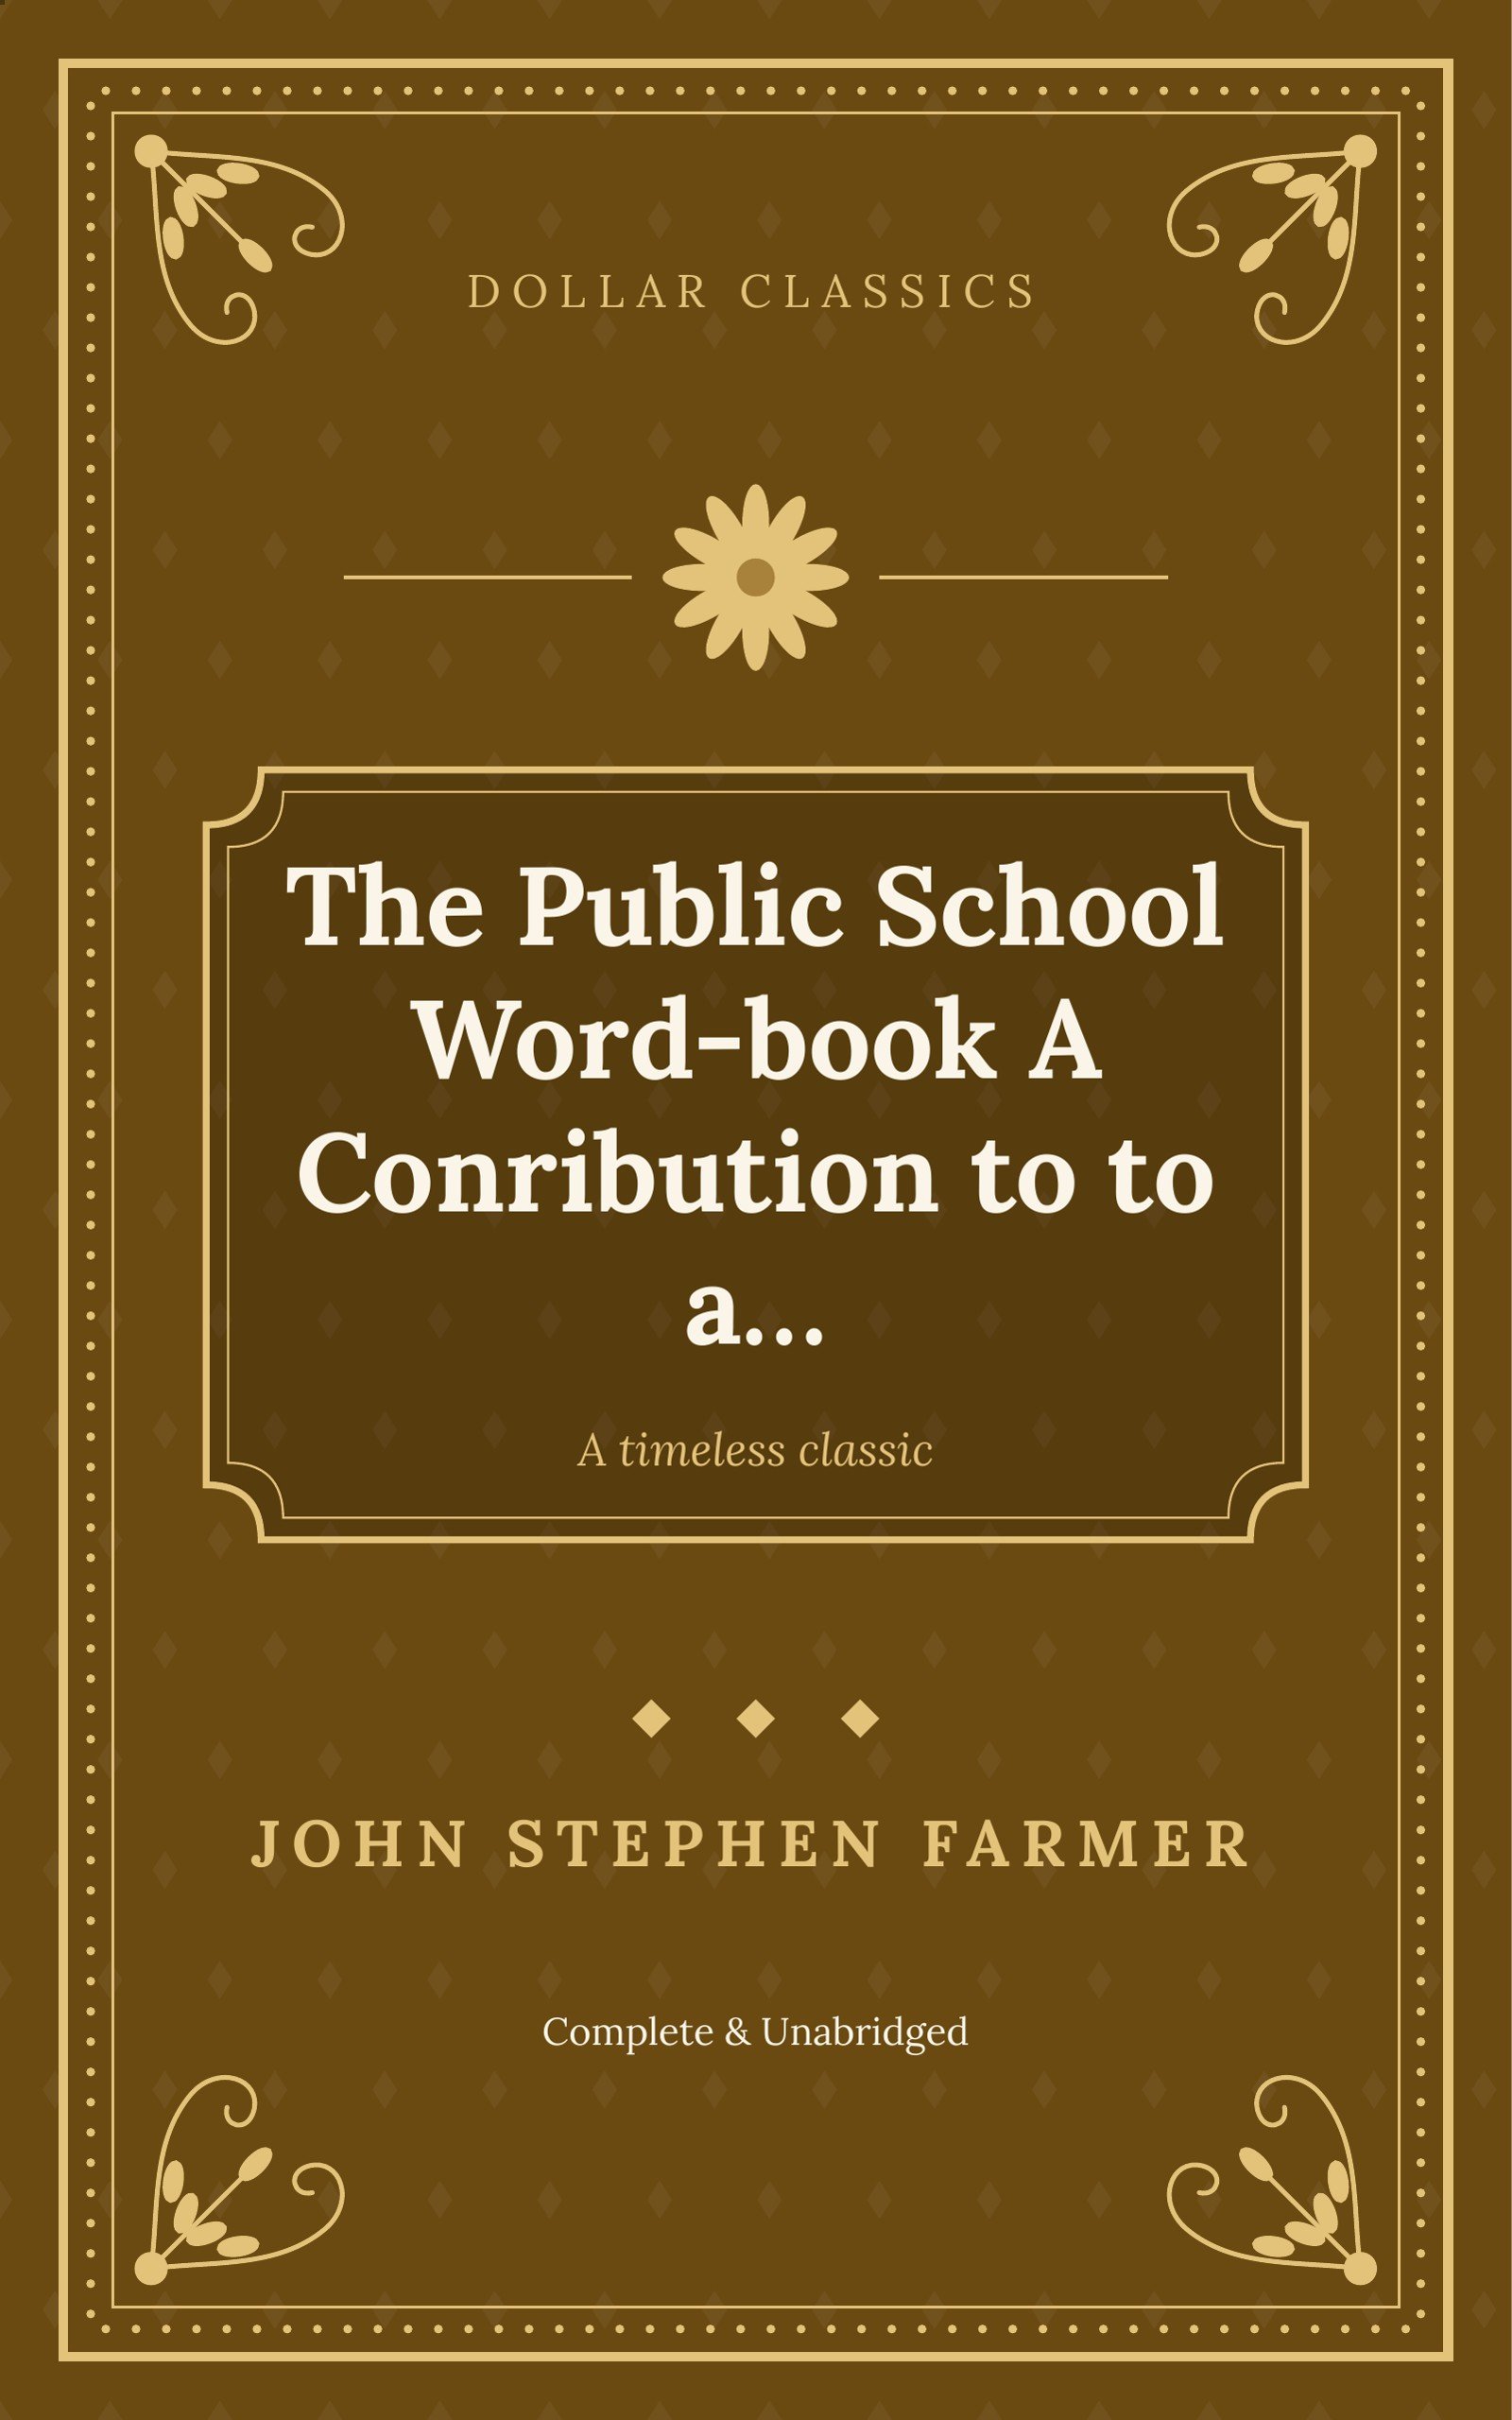 DOLLAR CLASSICS
The Public School
Word-book A
Conribution to to
a...
A timeless classic
JOHN STEPHEN FARMER
Complete & Unabridged